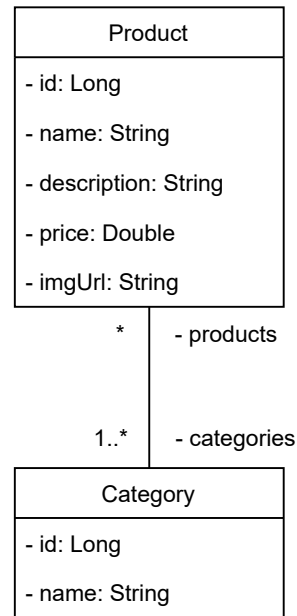 Product
- id: Long
- name: String
- description: String
- price: Double
- imgUrl: String
* - products
1..* - categories
Category
- id: Long
- name: String